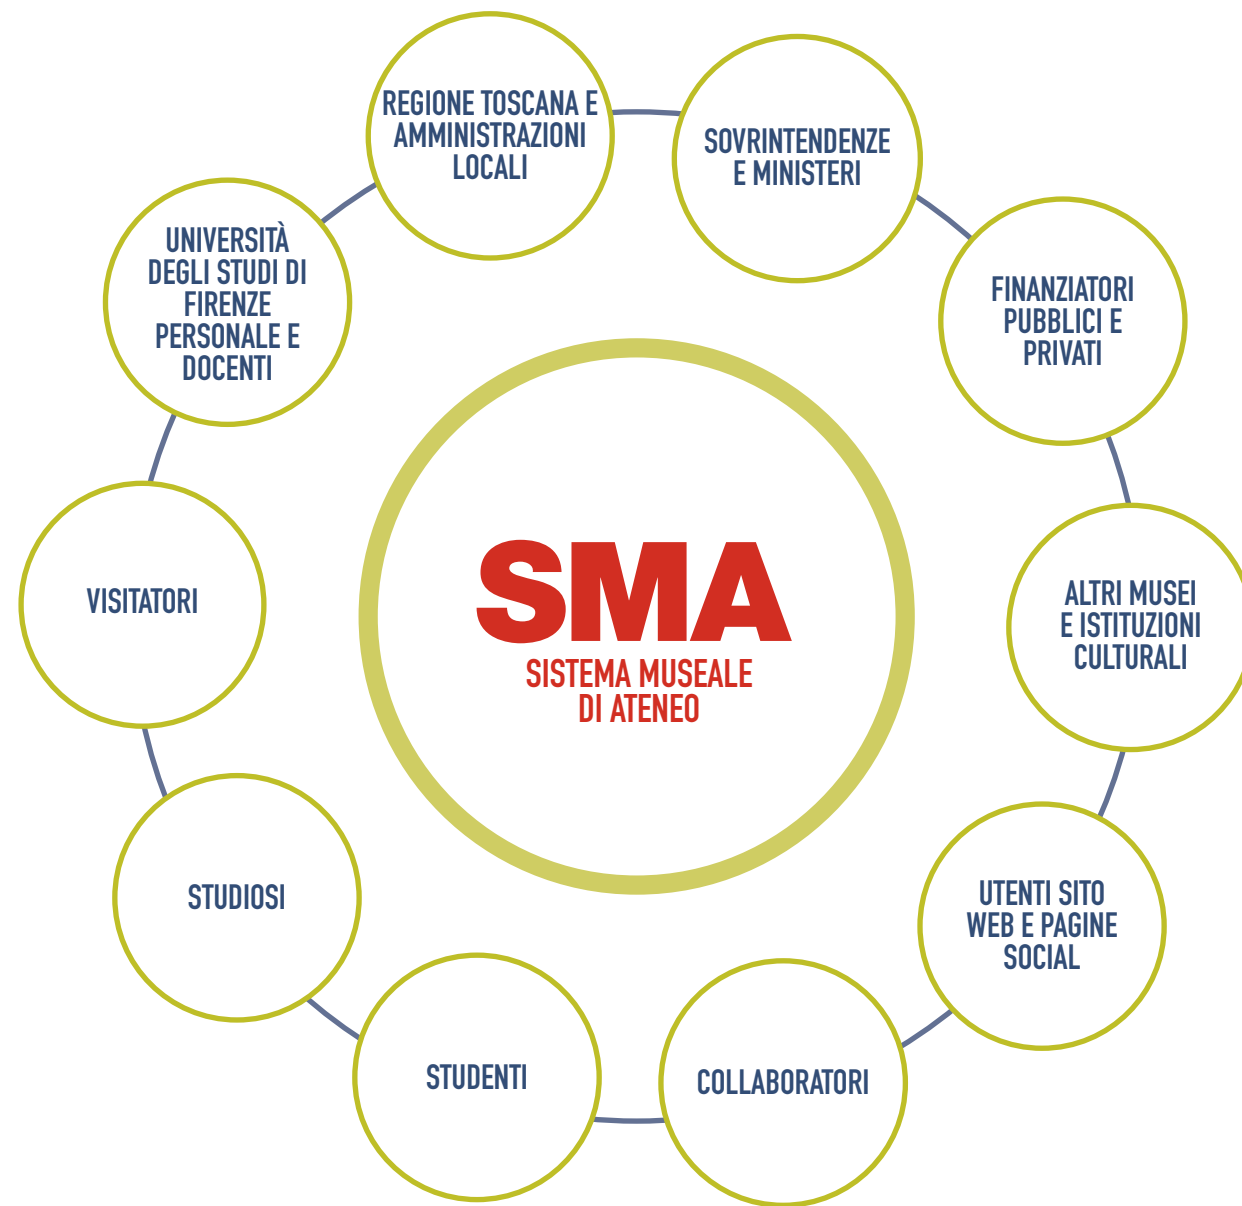 REGIONE TOSCANA E
AMMINISTRAZIONI
LOCALI
SOVRINTENDENZE
E MINISTERI
FINANZIATORI
PUBBLICI E
PRIVATI
ALTRI MUSEI
E ISTITUZIONI
CULTURALI
UTENTI SITO
WEB E PAGINE
SOCIAL
COLLABORATORI
STUDENTI
STUDIOSI
VISITATORI
UNIVERSITÀ
DEGLI STUDI DI
FIRENZE
PERSONALE E
DOCENTI
SMA
SISTEMA MUSEALE
DI ATENEO